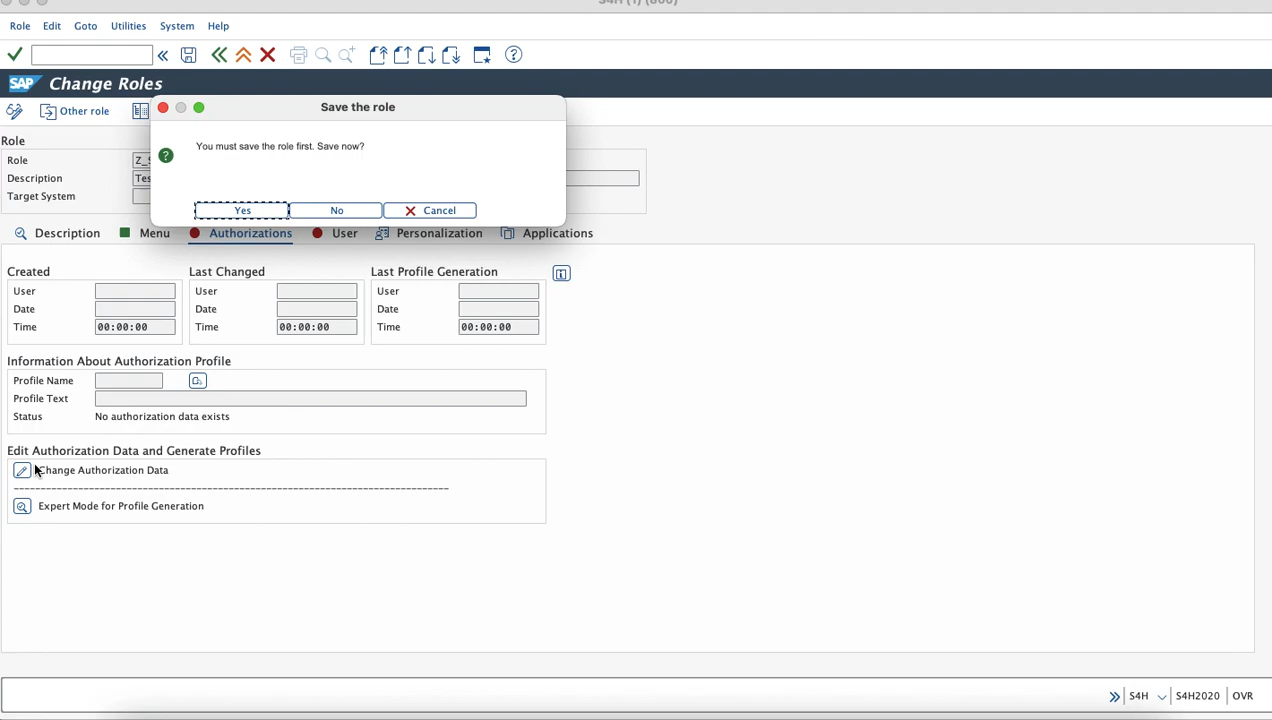 S4H (1) (800)
Role Edit Goto Utilities System Help
SAP Change Roles
Other role
Save the role
You must save the role first. Save now?
Yes No Cancel
Role
Role Z_S
Description Tes
Target System
Description Menu Authorizations User Personalization Applications
Created Last Changed Last Profile Generation
User User User
Date Date Date
Time 00:00:00 Time 00:00:00 Time 00:00:00
Information About Authorization Profile
Profile Name
Profile Text
Status No authorization data exists
Edit Authorization Data and Generate Profiles
Change Authorization Data
Expert Mode for Profile Generation
S4H S4H2020 OVR